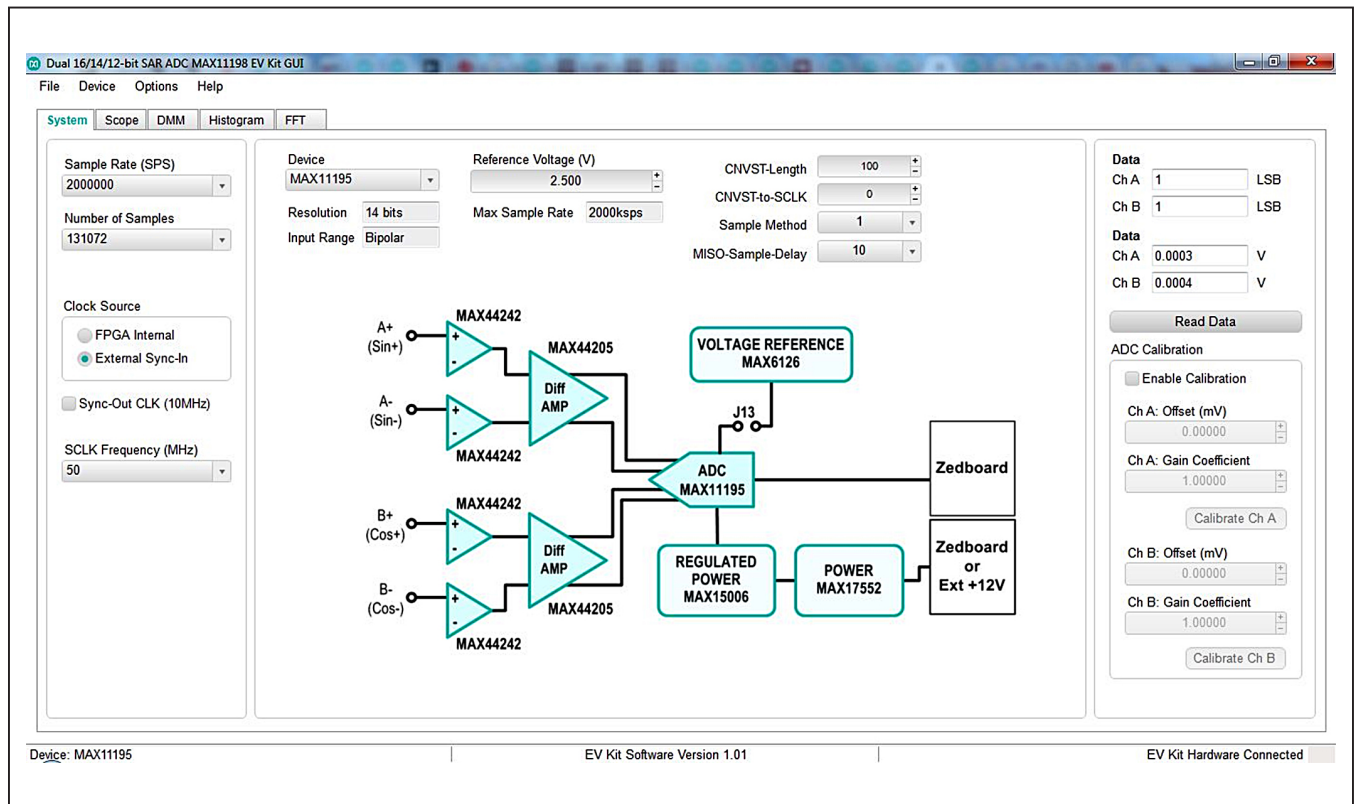 Dual 16/14/12-bit SAR ADC MAX11198 EV Kit GUI
File Device Options Help
System Scope DMM Histogram FFT
Sample Rate (SPS)
2000000
Number of Samples
131072
Clock Source
FPGA Internal
External Sync-In
Sync-Out CLK (10MHz)
SCLK Frequency (MHz)
50
Device
MAX11195
Resolution 14 bits
Input Range Bipolar
Reference Voltage (V)
2.500
Max Sample Rate 2000ksps
CNVST-Length 100
CNVST-to-SCLK 0
Sample Method 1
MISO-Sample-Delay 10
A+
(Sin+)
MAX44242
A-
(Sin-)
MAX44242
MAX44205
Diff
AMP
B+
(Cos+)
MAX44242
B-
(Cos-)
MAX44242
Diff
AMP
MAX44205
VOLTAGE REFERENCE
MAX6126
J13
ADC
MAX11195
REGULATED
POWER
MAX15006
POWER
MAX17552
Zedboard
Zedboard
or
Ext +12V
Data
Ch A 1 LSB
Ch B 1 LSB
Data
Ch A 0.0003 V
Ch B 0.0004 V
Read Data
ADC Calibration
Enable Calibration
Ch A: Offset (mV)
0.00000
Ch A: Gain Coefficient
1.00000
Calibrate Ch A
Ch B: Offset (mV)
0.00000
Ch B: Gain Coefficient
1.00000
Calibrate Ch B
Device: MAX11195
EV Kit Software Version 1.01
EV Kit Hardware Connected